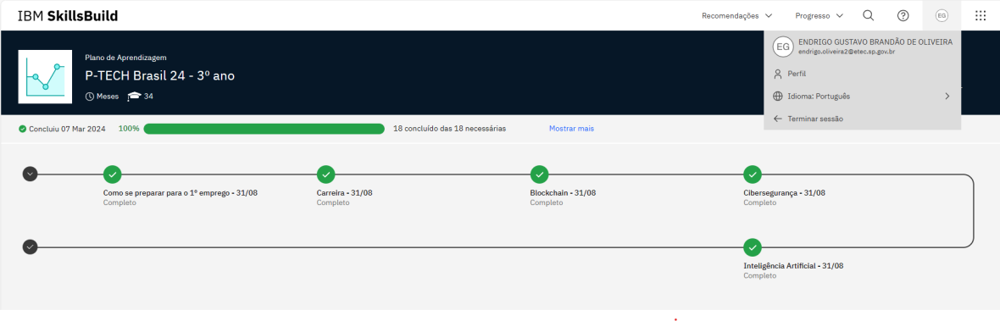 IBM SkillsBuild
Recomendações
Progresso
EG
EG
ENDRIGO GUSTAVO BRANDÃO DE OLIVEIRA
endrigo.oliveira2@etec.sp.gov.br
Perfil
Idioma: Português
Terminar sessão
Plano de Aprendizagem
P-TECH Brasil 24 - 3º ano
Meses 34
Concluiu 07 Mar 2024 100% 18 concluído das 18 necessárias Mostrar mais
Como se preparar para o 1º emprego - 31/08
Completo
Carreira - 31/08
Completo
Blockchain - 31/08
Completo
Cibersegurança - 31/08
Completo
Inteligência Artificial - 31/08
Completo